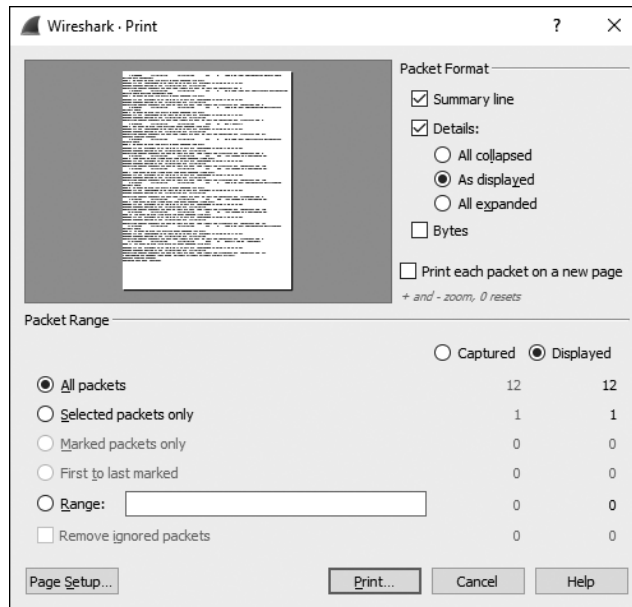 Wireshark · Print
? ×
Packet Format
Summary line
Details:
All collapsed
As displayed
All expanded
Bytes
Print each packet on a new page
+ and - zoom, 0 resets
Packet Range
Captured Displayed
All packets 12 12
Selected packets only 1 1
Marked packets only 0 0
First to last marked 0 0
Range: 0 0
Remove ignored packets 0 0
Page Setup... Print... Cancel Help